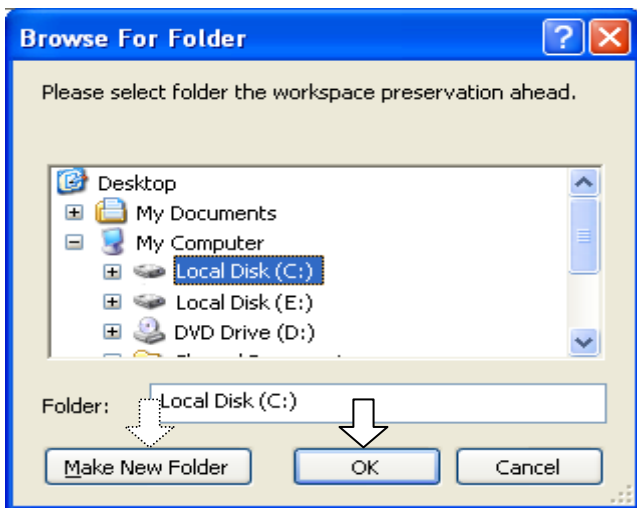 Browse For Folder
Please select folder the workspace preservation ahead.
Desktop
My Documents
My Computer
Local Disk (C:)
Local Disk (E:)
DVD Drive (D:)
Folder: Local Disk (C:)
Make New Folder OK Cancel